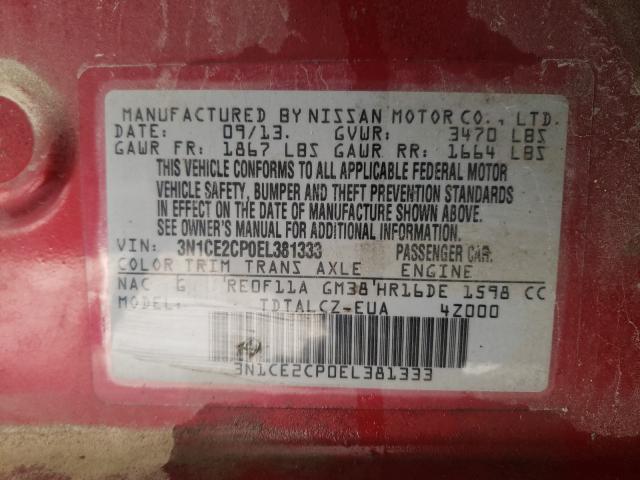 MANUFACTURED BY NISSAN MOTOR CO., LTD.
DATE: 09/13. GVWR: 3470 LBS
GAWR FR: 1867 LBS GAWR RR: 1664 LBS
THIS VEHICLE CONFORMS TO ALL APPLICABLE FEDERAL MOTOR
VEHICLE SAFETY, BUMPER AND THEFT PREVENTION STANDARDS
IN EFFECT ON THE DATE OF MANUFACTURE SHOWN ABOVE.
SEE OWNER'S MANUAL FOR ADDITIONAL INFORMATION.
VIN: 3N1CE2CP0EL381333 PASSENGER CAR.
COLOR TRIM TRANS AXLE ENGINE
NAC G RE0F11A GM38 HR16DE 1598 CC
MODEL: TDTALCZ-EUA 4Z000
3N1CE2CP0EL381333